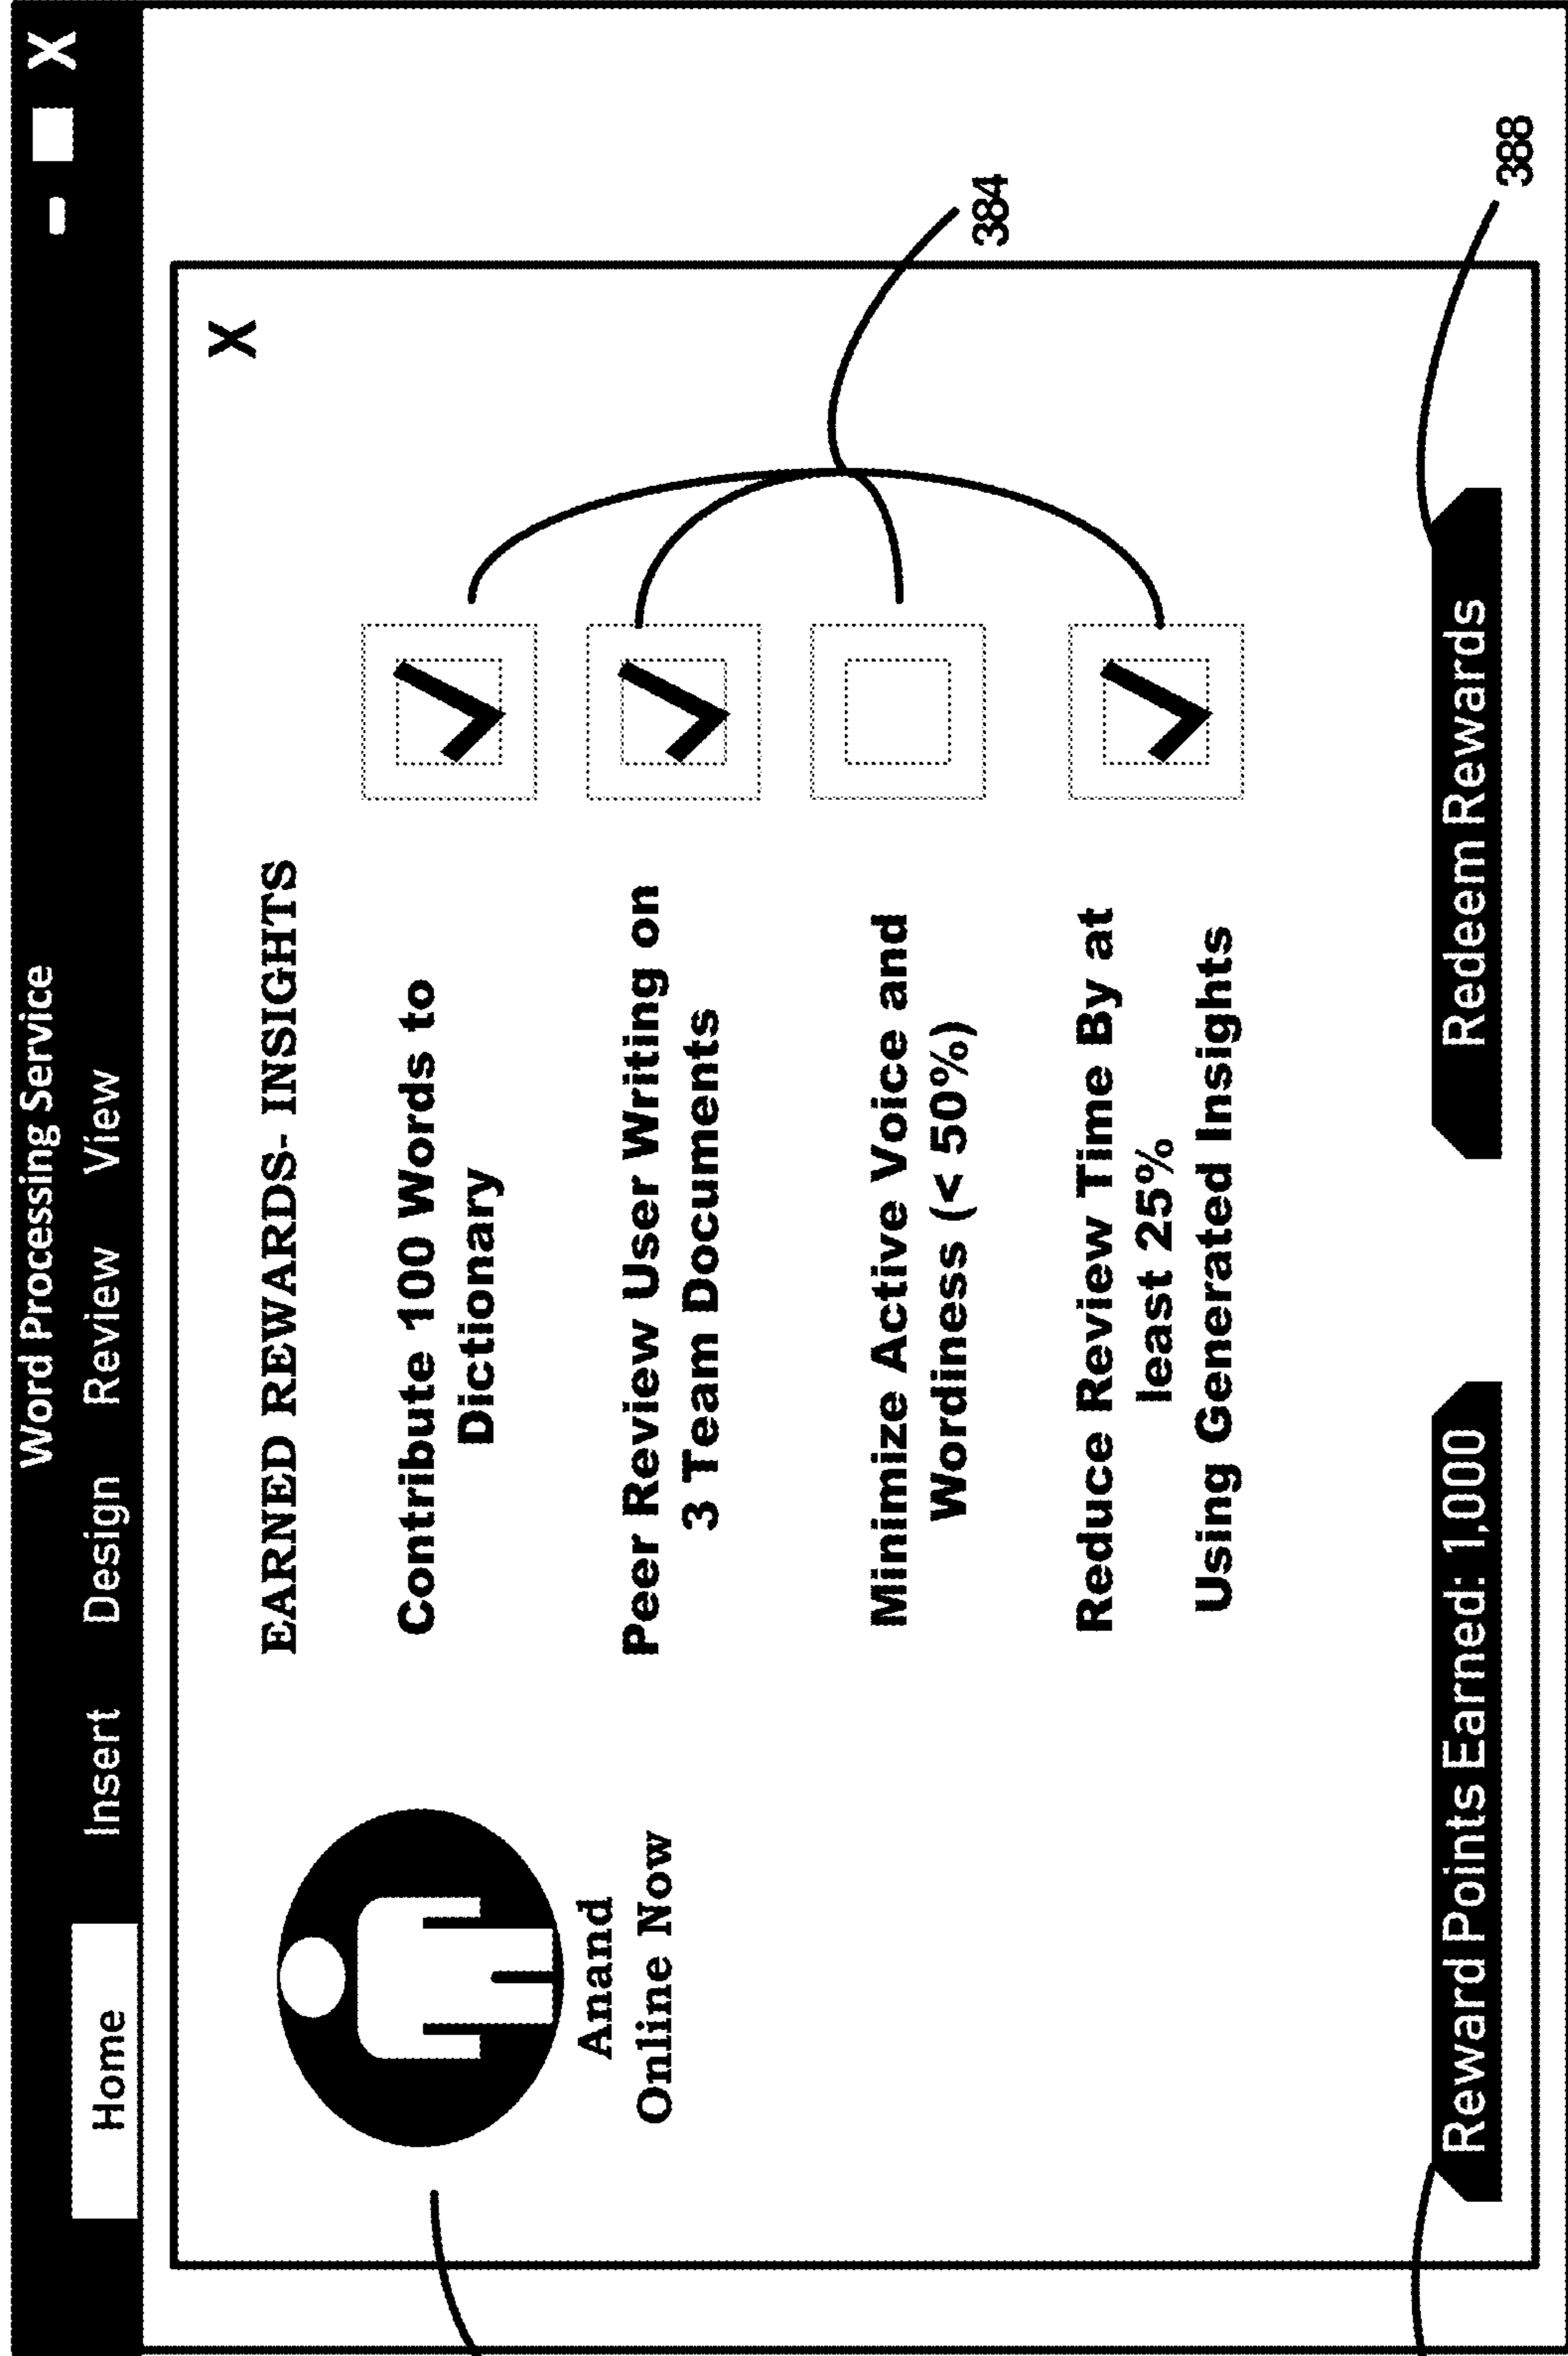 Word Processing Service
X
Home Insert Design Review View
X
EARNED REWARDS- INSIGHTS
Anand
Online Now
Contribute 100 Words to
Dictionary
Peer Review User Writing on
3 Team Documents
Minimize Active Voice and
Wordiness (< 50%)
Reduce Review Time By at
least 25%
Using Generated Insights
384
Reward Points Earned: 1,000
Redeem Rewards
388